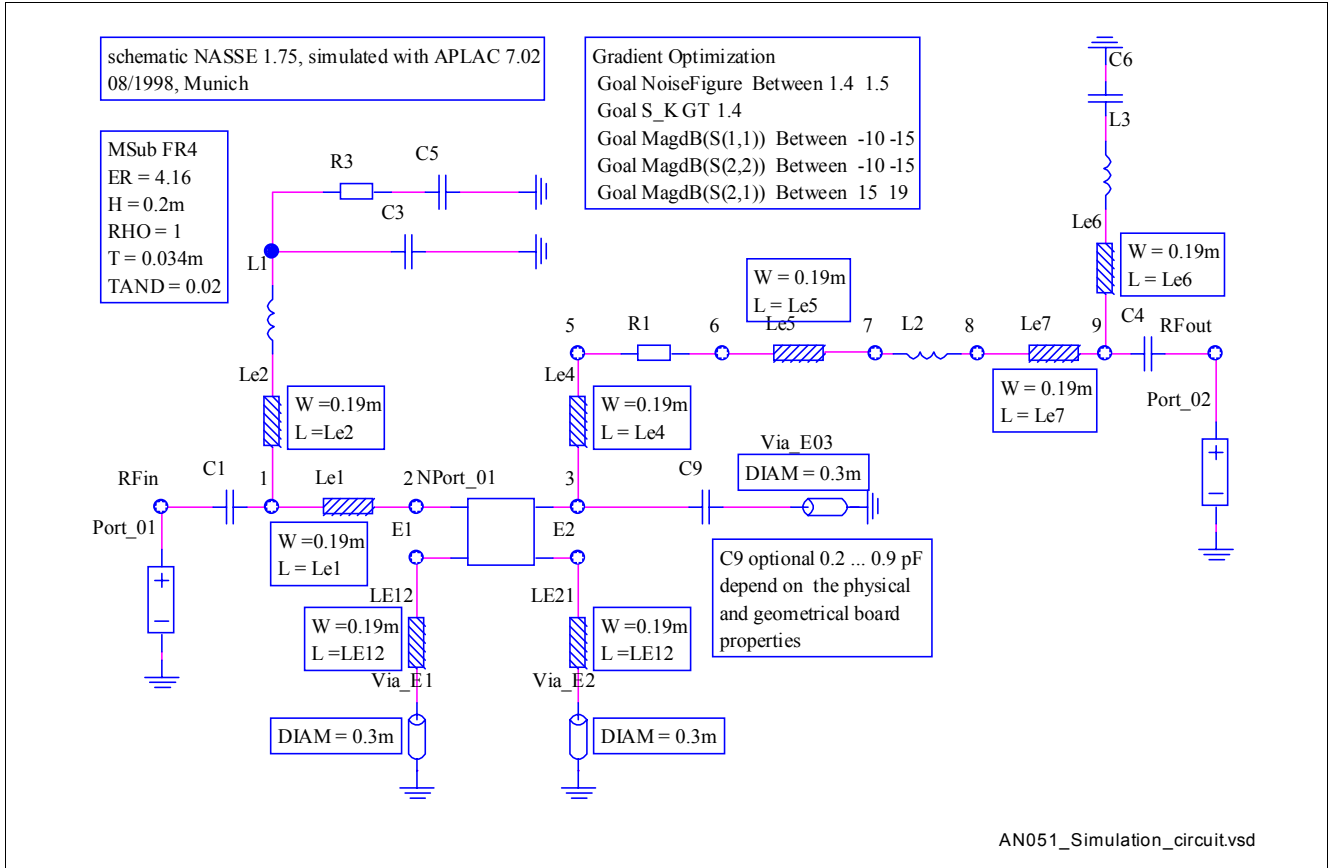 schematic NASSE 1.75, simulated with APLAC 7.02
08/1998, Munich
Gradient Optimization
Goal NoiseFigure Between 1.4 1.5
Goal S_K GT 1.4
Goal MagdB(S(1,1)) Between -10 -15
Goal MagdB(S(2,2)) Between -10 -15
Goal MagdB(S(2,1)) Between 15 19
C6
L3
MSub FR4
ER = 4.16
H = 0.2m
RHO = 1
T = 0.034m
TAND = 0.02
R3
C5
C3
L1
Le6
W = 0.19m
L = Le6
W = 0.19m
L = Le5
5
R1
6
Le5
7
L2
8
Le7
9
C4
RFout
Le2
W =0.19m
L =Le2
Le4
W =0.19m
L = Le4
W = 0.19m
L = Le7
Port_02
Via_E03
DIAM = 0.3m
RFin
C1
1
Le1
2
NPort_01
3
C9
Port_01
E1
E2
W =0.19m
L = Le1
C9 optional 0.2 ... 0.9 pF
depend on the physical
and geometrical board
properties
LE12
LE21
W =0.19m
L =LE12
W =0.19m
L =LE12
Via_E1
Via_E2
DIAM = 0.3m
DIAM = 0.3m
AN051_Simulation_circuit.vsd